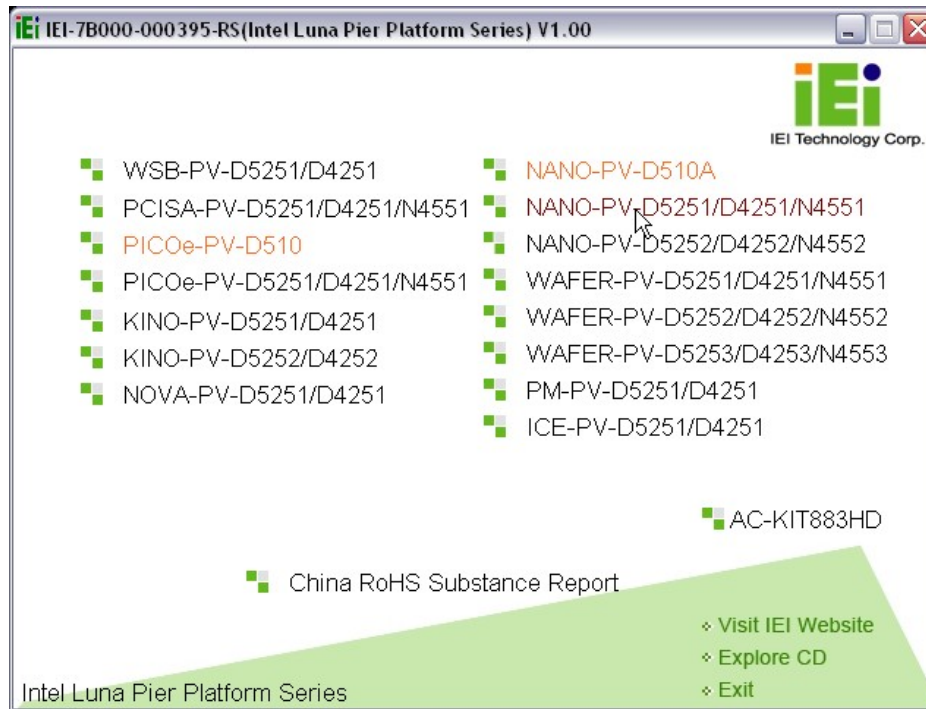 iEi IEI-7B000-000395-RS(Intel Luna Pier Platform Series) V1.00
iEi
IEI Technology Corp.
WSB-PV-D5251/D4251
PCISA-PV-D5251/D4251/N4551
PICOe-PV-D510
PICOe-PV-D5251/D4251/N4551
KINO-PV-D5251/D4251
KINO-PV-D5252/D4252
NOVA-PV-D5251/D4251
NANO-PV-D510A
NANO-PV-D5251/D4251/N4551
NANO-PV-D5252/D4252/N4552
WAFER-PV-D5251/D4251/N4551
WAFER-PV-D5252/D4252/N4552
WAFER-PV-D5253/D4253/N4553
PM-PV-D5251/D4251
ICE-PV-D5251/D4251
AC-KIT883HD
China RoHS Substance Report
Visit IEI Website
Explore CD
Exit
Intel Luna Pier Platform Series